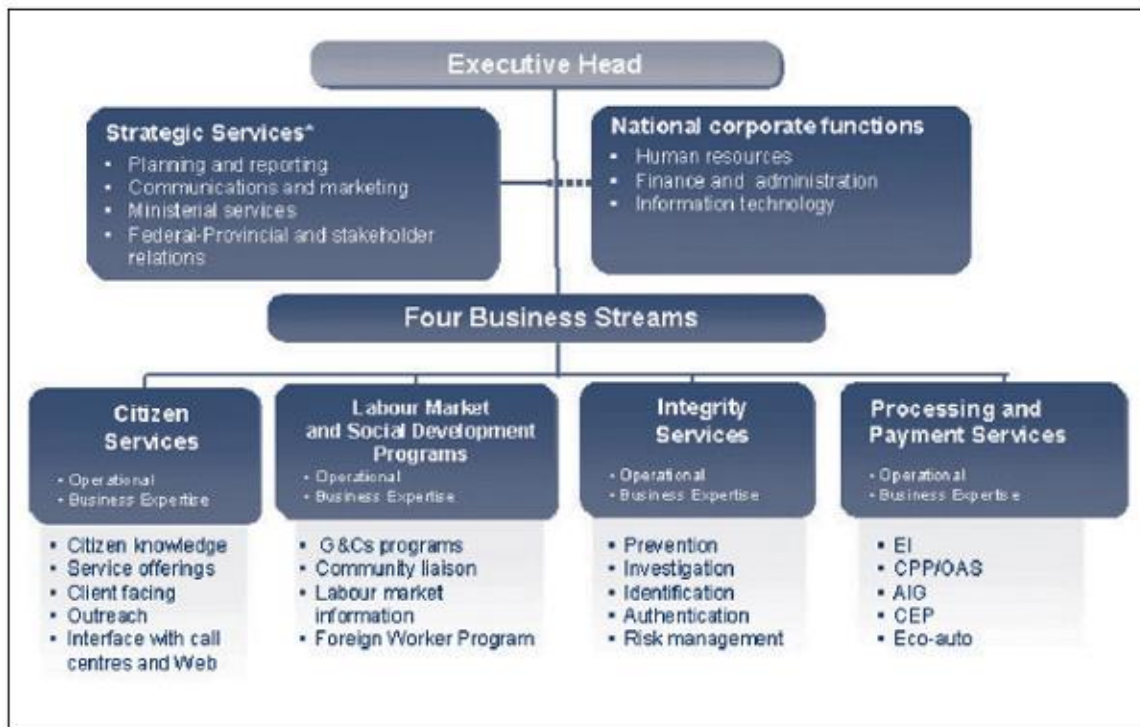 Executive Head
Strategic Services*
• Planning and reporting
• Communications and marketing
• Ministerial services
• Federal-Provincial and stakeholder
relations
National corporate functions
• Human resources
• Finance and administration
• Information technology
Four Business Streams
Citizen
Services
• Operational
• Business Expertise
• Citizen knowledge
• Service offerings
• Client facing
• Outreach
• Interface with call
centres and Web
Labour Market
and Social Development
Programs
• Operational
• Business Expertise
• G&Cs programs
• Community liaison
• Labour market
information
• Foreign Worker Program
Integrity
Services
• Operational
• Business Expertise
• Prevention
• Investigation
• Identification
• Authentication
• Risk management
Processing and
Payment Services
• Operational
• Business Expertise
• EI
• CPP/OAS
• AIG
• CEP
• Eco-auto